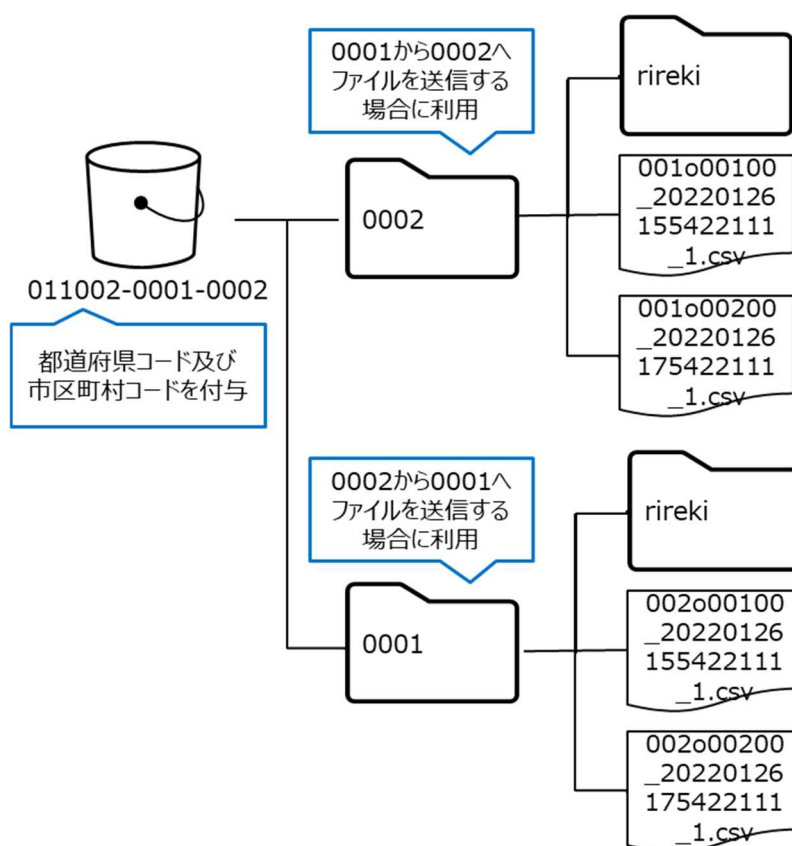 0001から0002へ
ファイルを送信する
場合に利用
rireki
0002
001o00100
_20220126
155422111
_1.csv
001o00200
_20220126
175422111
_1.csv
011002-0001-0002
都道府県コード及び
市区町村コードを付与
0002から0001へ
ファイルを送信する
場合に利用
rireki
0001
002o00100
_20220126
155422111
_1.csv
002o00200
_20220126
175422111
_1.csv